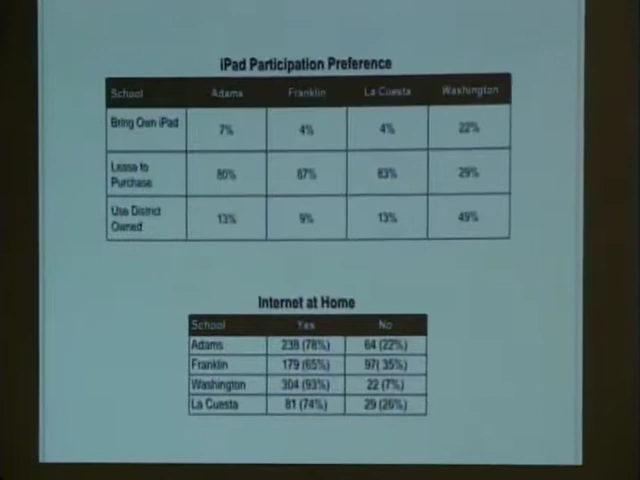 iPad Participation Preference
School Adams Franklin La Cuesta Washington
Bring Own iPad 7% 4% 4% 22%
Lease to Purchase 80% 87% 83% 29%
Use District Owned 13% 9% 13% 49%
Internet at Home
School Yes No
Adams 238 (78%) 64 (22%)
Franklin 179 (65%) 97( 35%)
Washington 304 (93%) 22 (7%)
La Cuesta 81 (74%) 29 (26%)